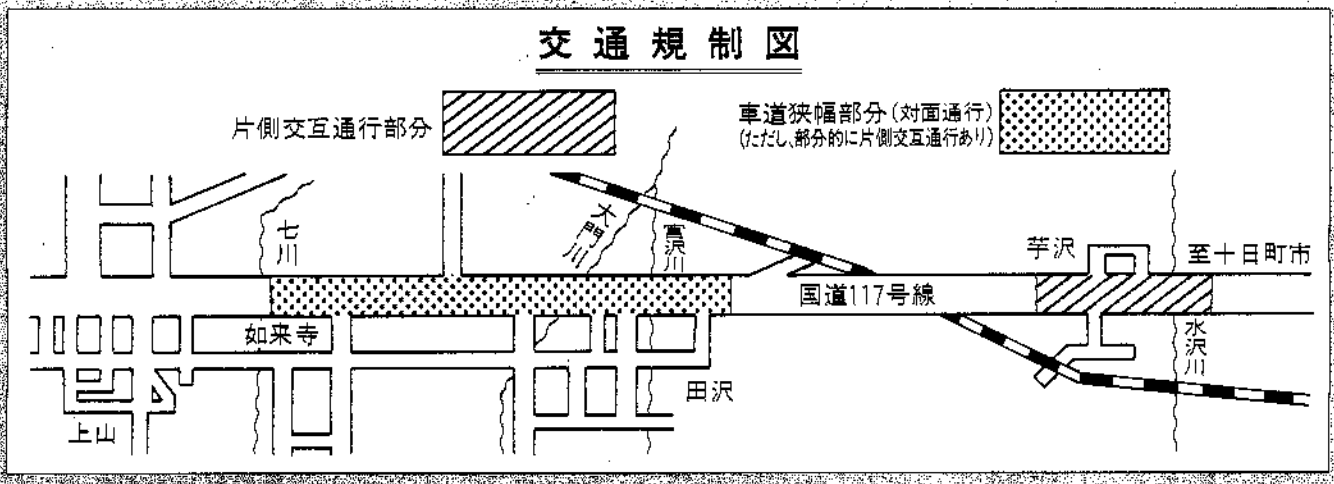 交通規制図
片側交互通行部分
車道狭幅部分(対面通行)
(ただし、部分的に片側交互通行あり)
七川
大門川
宮沢川
芋沢
至十日町市
国道117号線
如来寺
水沢川
田沢
上山